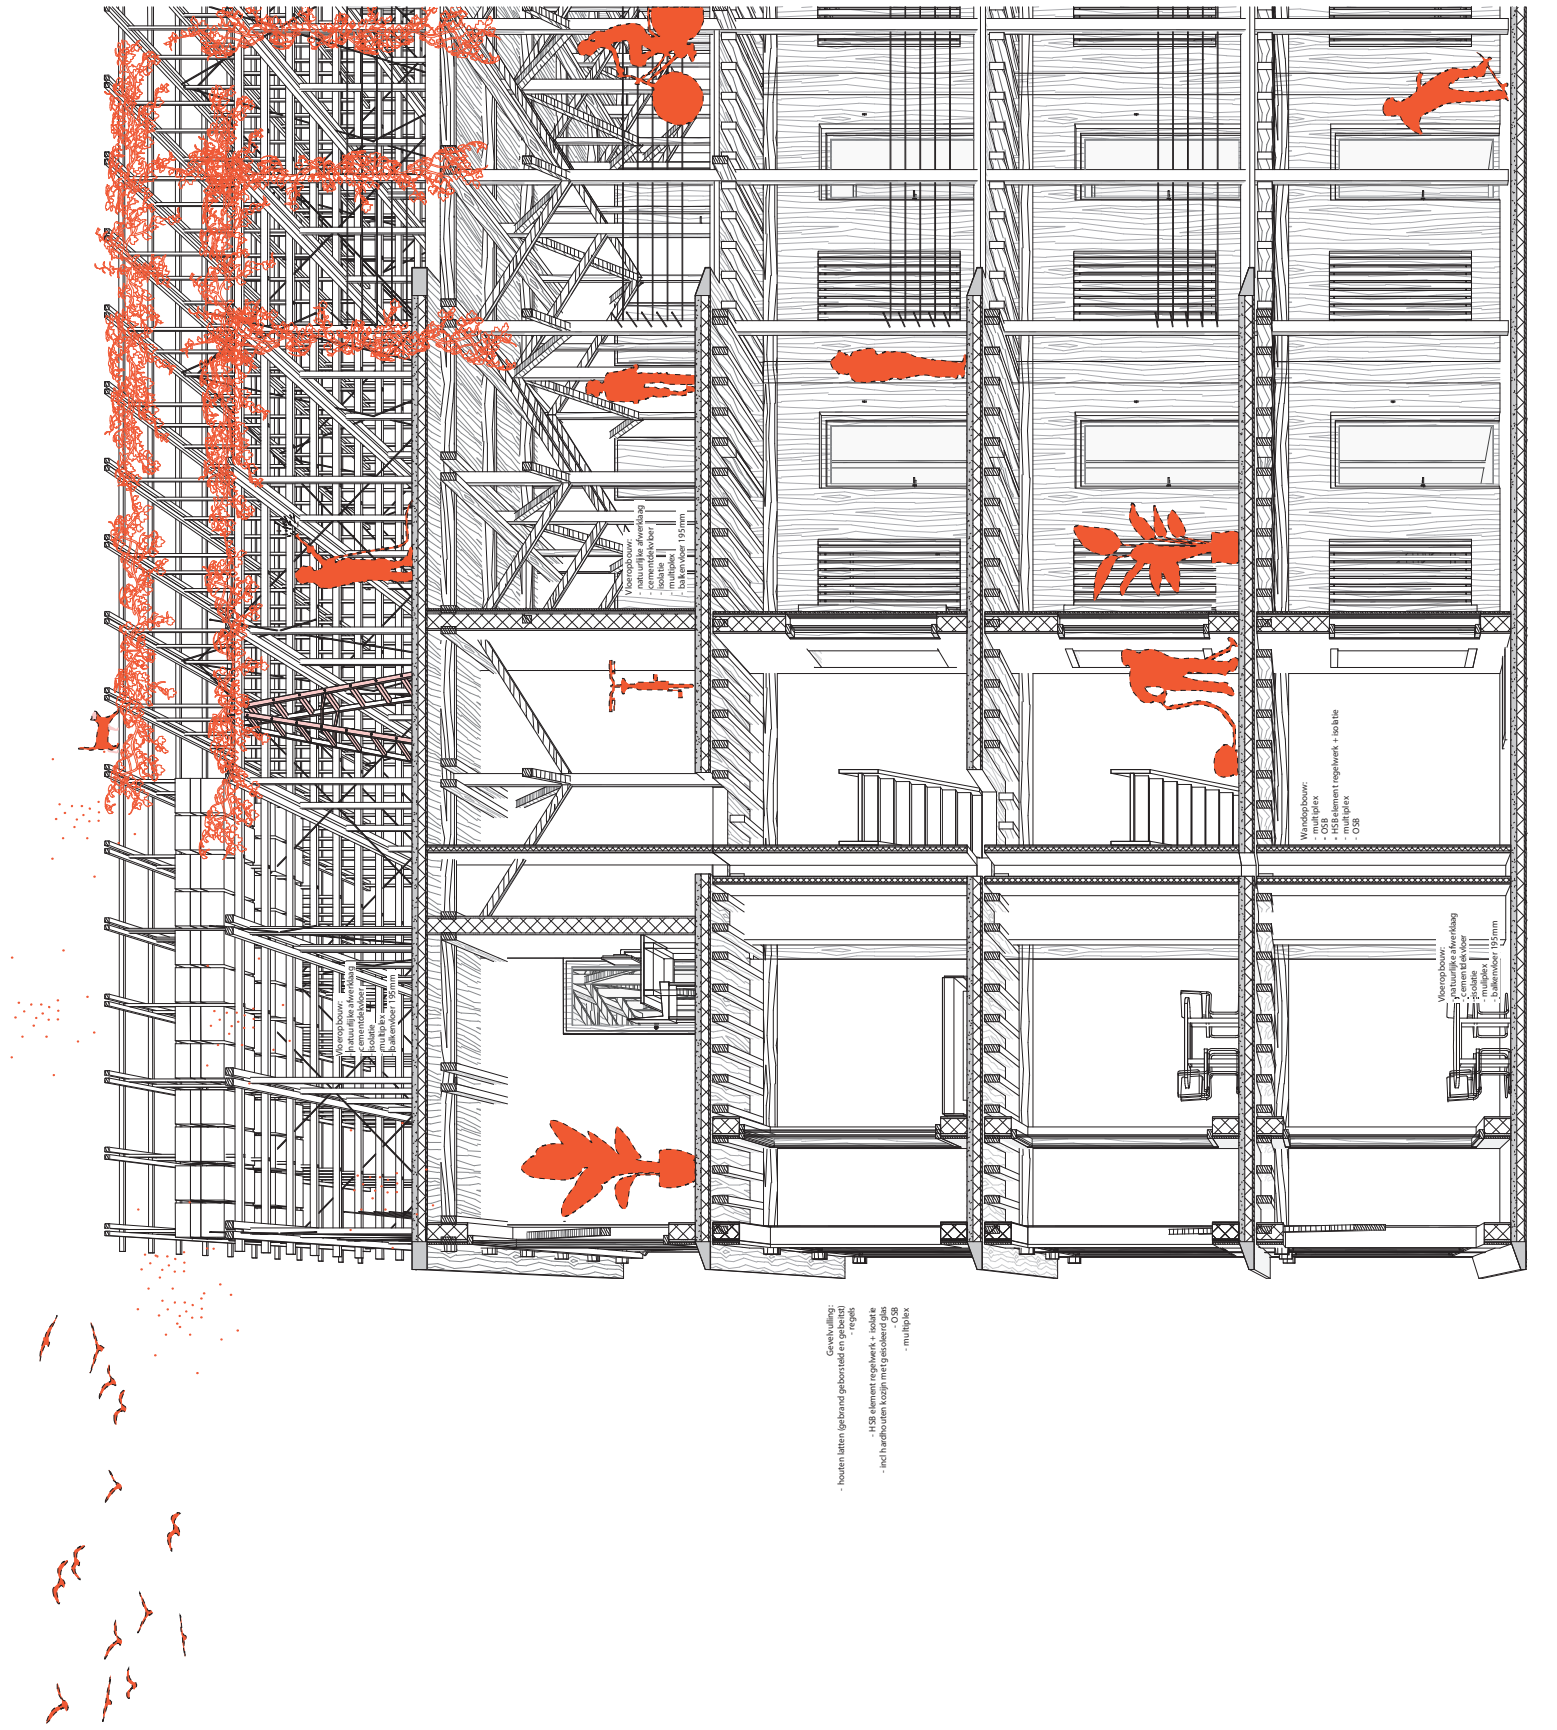 Vloeropbouw:
- natuurlijke afwerklaag
- cementdekvloer
- isolatie
- multiplex
- balkenvloer 195mm
Vloeropbouw:
- natuurlijke afwerklaag
- cementdekvloer
- isolatie
- multiplex
- balkenvloer 195mm
Gevelvulling:
- houten latten (gebrand geborsteld en gebeitst)
- regels
- HSB element regelwerk + isolatie
- incl hardhouten kozijn met geisoleerd glas
- OSB
- multiplex
Wandopbouw:
- multiplex
- OSB
- HSB element regelwerk + isolatie
- multiplex
- OSB
Vloeropbouw:
- natuurlijke afwerklaag
- cementdekvloer
- isolatie
- muliplex
- balkenvloer 195mm